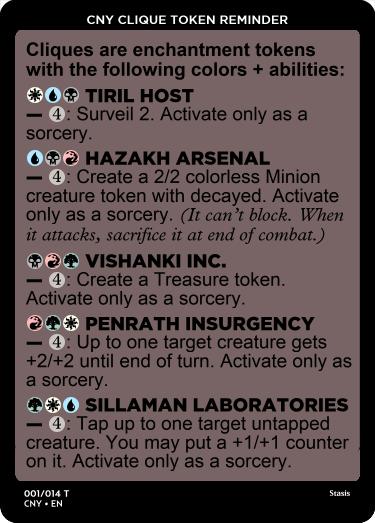 CNY CLIQUE TOKEN REMINDER
Cliques are enchantment tokens
with the following colors + abilities:
TIRIL HOST
— 4: Surveil 2. Activate only as a
sorcery.
HAZAKH ARSENAL
— 4: Create a 2/2 colorless Minion
creature token with decayed. Activate
only as a sorcery. (It can't block. When
it attacks, sacrifice it at end of combat.)
VISHANKI INC.
— 4: Create a Treasure token.
Activate only as a sorcery.
PENRATH INSURGENCY
— 4: Up to one target creature gets
+2/+2 until end of turn. Activate only as
a sorcery.
SILLAMAN LABORATORIES
— 4: Tap up to one target untapped
creature. You may put a +1/+1 counter
on it. Activate only as a sorcery.
001/014 T
CNY • EN
Stasis